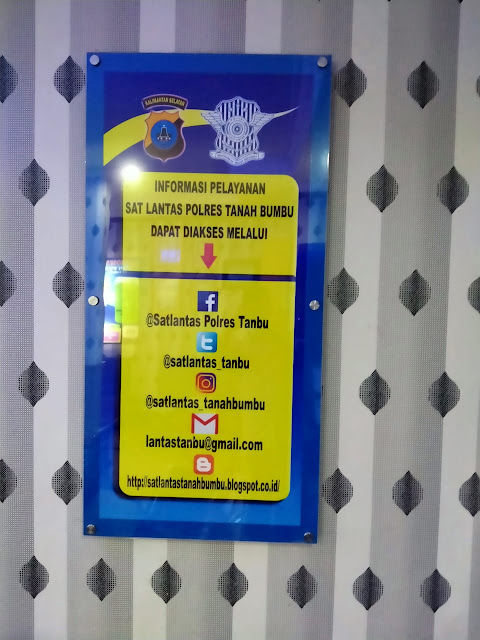 KALIMANTAN SELATAN
INFORMASI PELAYANAN
SAT LANTAS POLRES TANAH BUMBU
DAPAT DIAKSES MELALUI
@Satlantas Polres Tanbu
@satlantas_tanbu
@satlantas_tanahbumbu
lantastanbu@gmail.com
http://satlantastanahbumbu.blogspot.co.id/